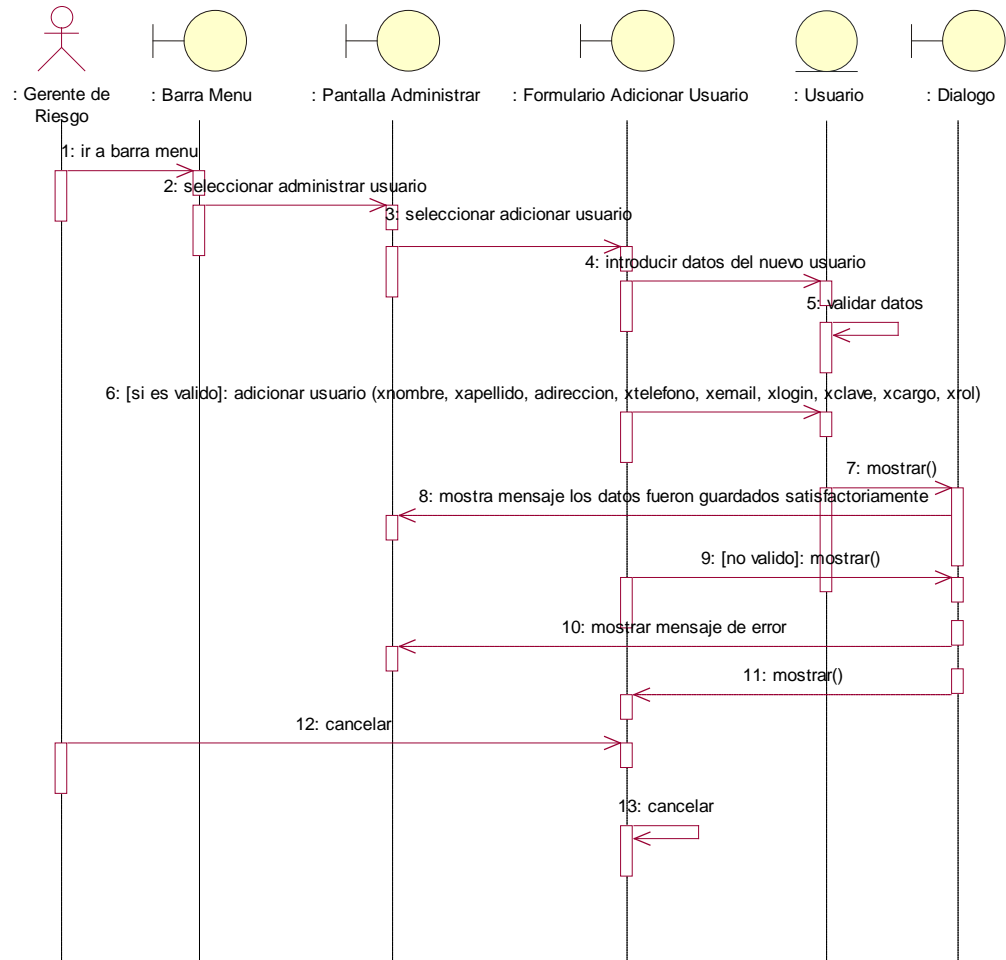 : Gerente de
Riesgo
: Barra Menu
: Pantalla Administrar
: Formulario Adicionar Usuario
: Usuario
: Dialogo
1: ir a barra menu
2: seleccionar administrar usuario
3: seleccionar adicionar usuario
4: introducir datos del nuevo usuario
5: validar datos
6: [si es valido]: adicionar usuario (xnombre, xapellido, adireccion, xtelefono, xemail, xlogin, xclave, xcargo, xrol)
7: mostrar()
8: mostra mensaje los datos fueron guardados satisfactoriamente
9: [no valido]: mostrar()
10: mostrar mensaje de error
11: mostrar()
12: cancelar
13: cancelar